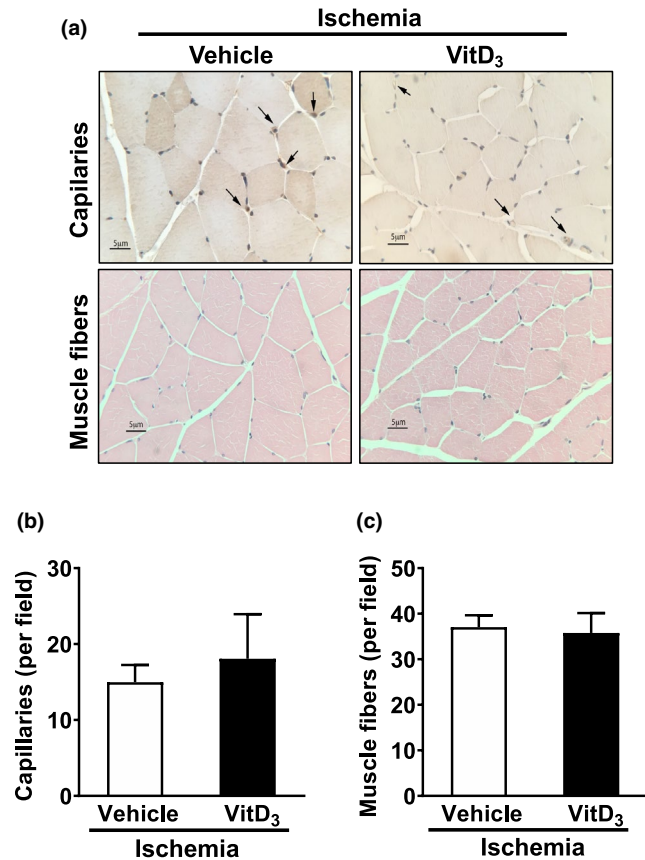 (a)
Ischemia
Vehicle
VitD₃
Capilaries
5μm
5μm
Muscle fibers
5μm
5μm
(b)
Capillaries (per field)
30
20
10
0
Vehicle
VitD₃
Ischemia
(c)
Muscle fibers (per field)
50
40
30
20
10
0
Vehicle
VitD₃
Ischemia